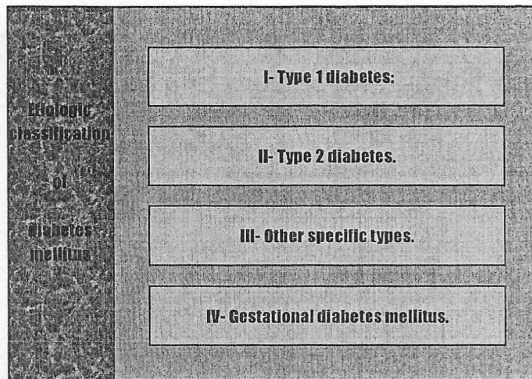 Etiologic
classification
of
diabetes
mellitus
I- Type 1 diabetes:
II- Type 2 diabetes.
III- Other specific types.
IV- Gestational diabetes mellitus.